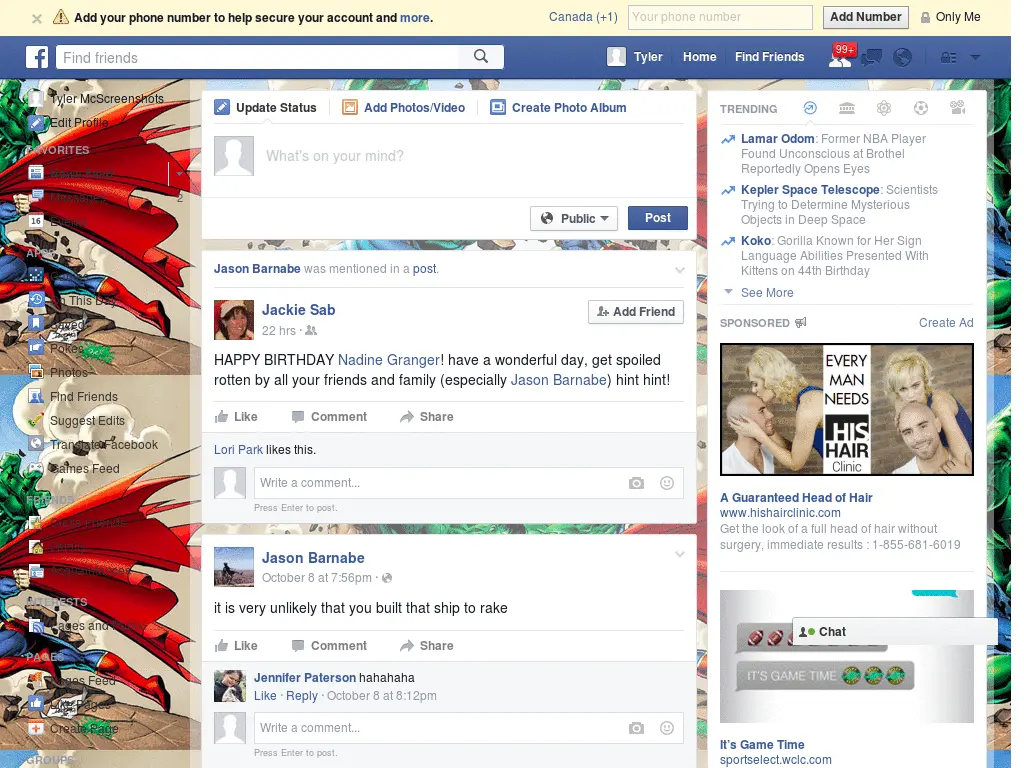 Add your phone number to help secure your account and more.
Canada (+1)
Your phone number
Add Number
Only Me
f
Find friends
Tyler
Home
Find Friends
99+
Tyler McScreenshots
Edit Profile
FAVORITES
2
16
On This Day
Saved
Pokes
Photos
Find Friends
Suggest Edits
Translate Facebook
Games Feed
FRIENDS
Close Friends
INTERESTS
Pages and
PAGES
Pages Feed
Like Pages
Create Page
GROUPS
Update Status
Add Photos/Video
Create Photo Album
What's on your mind?
Public
Post
Jason Barnabe was mentioned in a post.
Jackie Sab
22 hrs ·
Add Friend
HAPPY BIRTHDAY Nadine Granger! have a wonderful day, get spoiled
rotten by all your friends and family (especially Jason Barnabe) hint hint!
Like
Comment
Share
Lori Park likes this.
Write a comment...
Press Enter to post.
Jason Barnabe
October 8 at 7:56pm ·
it is very unlikely that you built that ship to rake
Like
Comment
Share
Jennifer Paterson hahahaha
Like · Reply · October 8 at 8:12pm
Write a comment...
Press Enter to post.
TRENDING
Lamar Odom: Former NBA Player
Found Unconscious at Brothel
Reportedly Opens Eyes
Kepler Space Telescope: Scientists
Trying to Determine Mysterious
Objects in Deep Space
Koko: Gorilla Known for Her Sign
Language Abilities Presented With
Kittens on 44th Birthday
See More
SPONSORED
Create Ad
EVERY
MAN
NEEDS
HIS
HAIR
Clinic
A Guaranteed Head of Hair
www.hishairclinic.com
Get the look of a full head of hair without
surgery, immediate results : 1-855-681-6019
Chat
IT'S GAME TIME
It's Game Time
sportselect.wclc.com